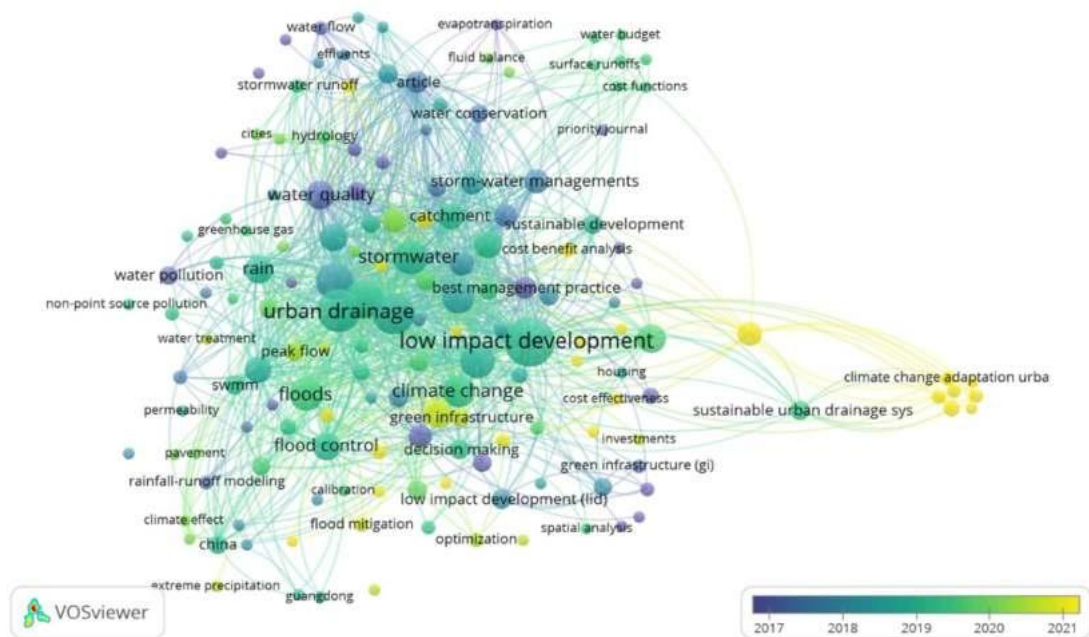 water flow
evapotranspiration
water budget
effluents
fluid balance
surface runoffs
stormwater runoff
article
cost functions
water conservation
cities
hydrology
priority journal
storm-water managements
water quality
catchment
sustainable development
greenhouse gas
stormwater
cost benefit analysis
water pollution
rain
best management practice
non-point source pollution
urban drainage
water treatment
low impact development
peak flow
swmm
floods
climate change
housing
climate change adaptation urba
cost effectiveness
permeability
green infrastructure
sustainable urban drainage sys
flood control
decision making
investments
pavement
green infrastructure (gi)
rainfall-runoff modeling
calibration
low impact development (lid)
climate effect
flood mitigation
spatial analysis
china
optimization
extreme precipitation
guangdong
VOSviewer
2017 2018 2019 2020 2021